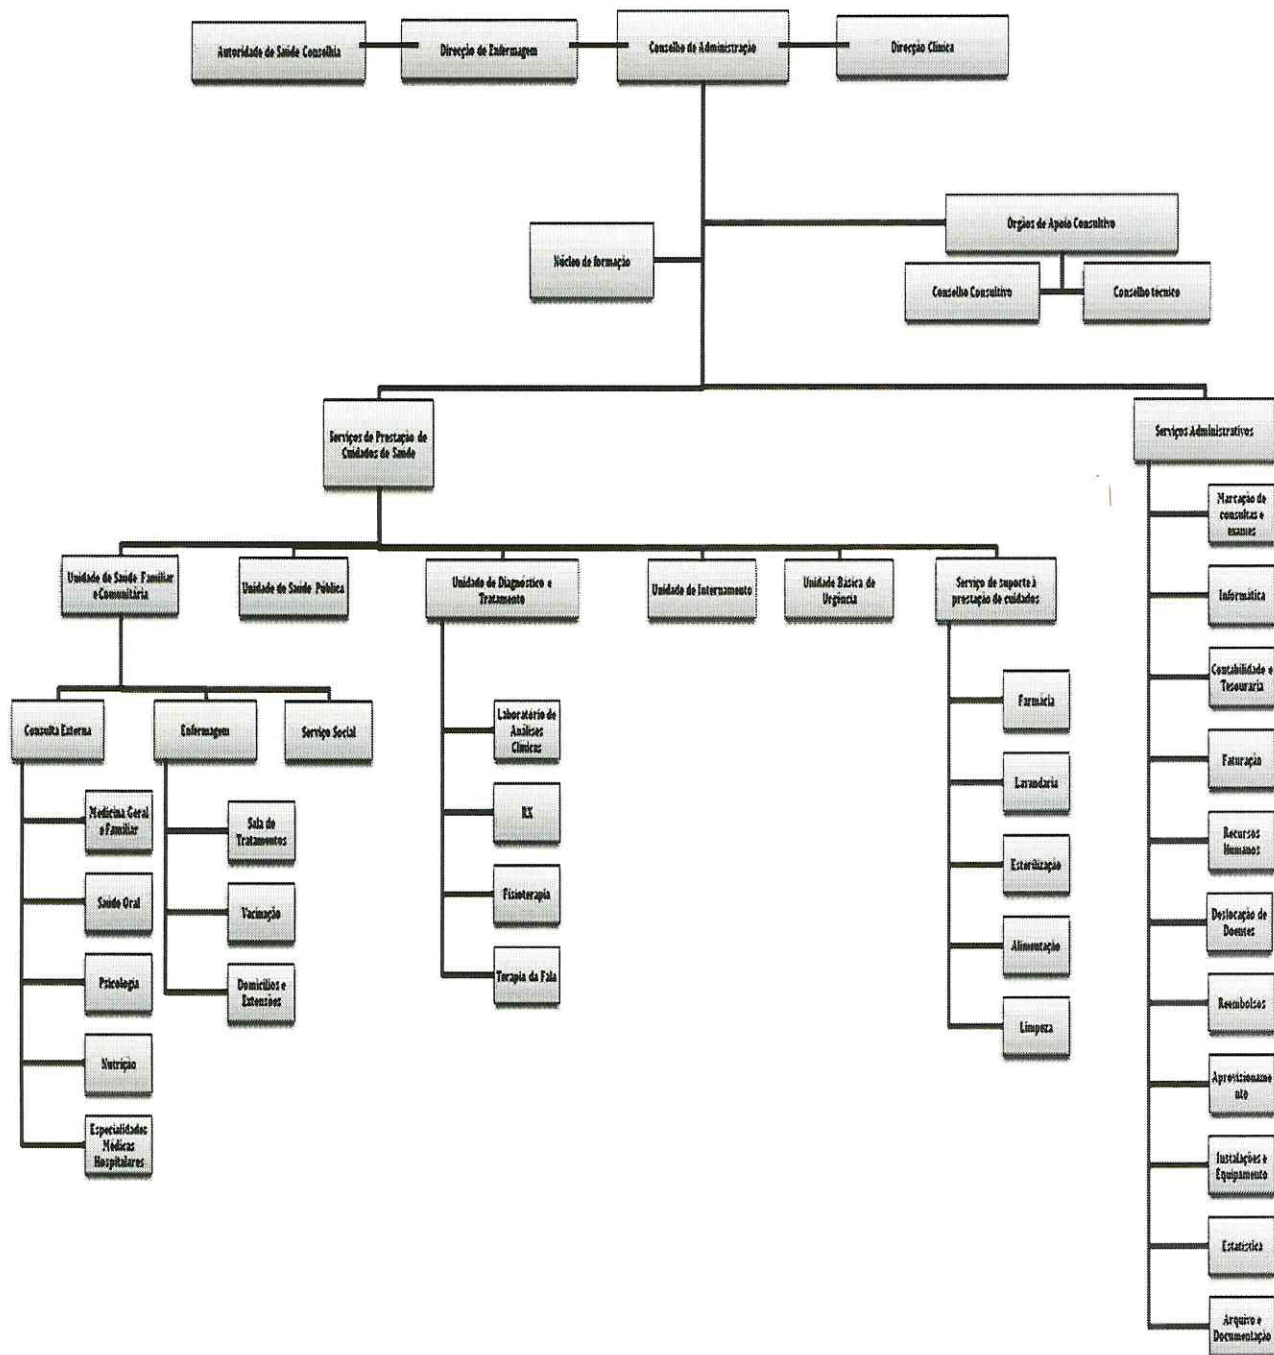 Autoridade de Saúde Conselhia
Direcção de Enfermagem
Conselho de Administração
Direcção Clínica
Núcleo de formação
Órgãos de Apoio Consultivo
Conselho Consultivo
Conselho técnico
Serviços de Prestação de
Cuidados de Saúde
Serviços Administrativos
Unidade de Saúde Familiar
e Comunitária
Unidade de Saúde Pública
Unidade de Diagnóstico e
Tratamento
Unidade de Internamento
Unidade Básica de
Urgência
Serviço de suporte à
prestação de cuidados
Consulta Externa
Enfermagem
Serviço Social
Medicina Geral
e Familiar
Saúde Oral
Psicologia
Nutrição
Especialidades
Médicas
Hospitalares
Sala de
Tratamentos
Vacinação
Domicílios e
Extensões
Laboratório de
Análises
Clínicas
RX
Fisioterapia
Terapia da Fala
Farmácia
Lavandaria
Esterilização
Alimentação
Limpeza
Marcação de
consultas e
exames
Informática
Contabilidade e
Tesouraria
Faturação
Recursos
Humanos
Deslocação de
Doentes
Reembolsos
Aprovisioname
nto
Instalações e
Equipamento
Estatística
Arquivo e
Documentação